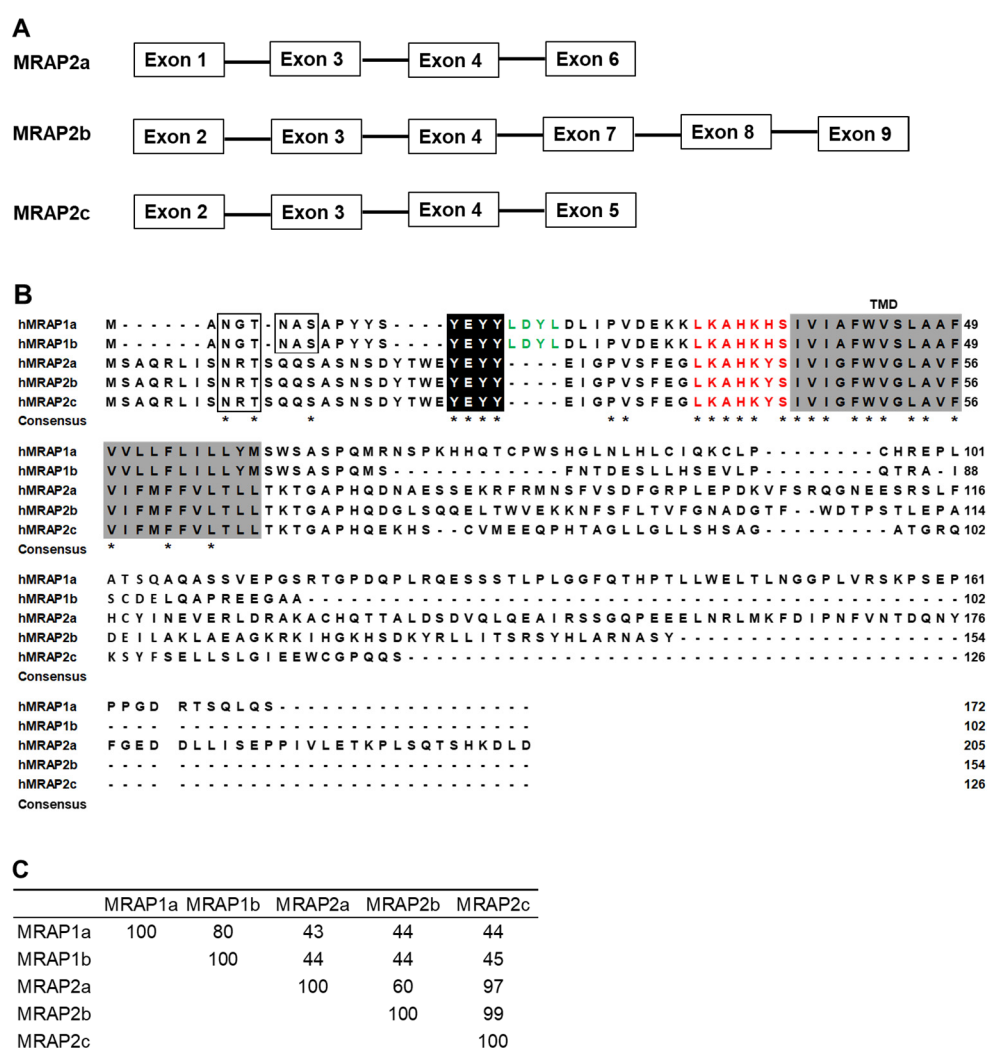 A
MRAP2a Exon 1 Exon 3 Exon 4 Exon 6
MRAP2b Exon 2 Exon 3 Exon 4 Exon 7 Exon 8 Exon 9
MRAP2c Exon 2 Exon 3 Exon 4 Exon 5
B
TMD
hMRAP1a M - - - - - - A N G T - N A S A P Y Y S - - - - Y E Y Y L D Y L D L I P V D E K K L K A H K H S I V I A F W V S L A A F 49
hMRAP1b M - - - - - - A N G T - N A S A P Y Y S - - - - Y E Y Y L D Y L D L I P V D E K K L K A H K H S I V I A F W V S L A A F 49
hMRAP2a M S A Q R L I S N R T S Q Q S A S N S D Y T W E Y E Y Y - - - - E I G P V S F E G L K A H K Y S I V I G F W V G L A V F 56
hMRAP2b M S A Q R L I S N R T S Q Q S A S N S D Y T W E Y E Y Y - - - - E I G P V S F E G L K A H K Y S I V I G F W V G L A V F 56
hMRAP2c M S A Q R L I S N R T S Q Q S A S N S D Y T W E Y E Y Y - - - - E I G P V S F E G L K A H K Y S I V I G F W V G L A V F 56
Consensus * * * * * * * * * * * * * * * * * * * * * * * *
hMRAP1a V V L L F L I L L Y M S W S A S P Q M R N S P K H H Q T C P W S H G L N L H L C I Q K C L P - - - - - - - - C H R E P L 101
hMRAP1b V V L L F L I L L Y M S W S A S P Q M S - - - - - - - - - - - - F N T D E S L L H S E V L P - - - - - - - - Q T R A - I 88
hMRAP2a V I F M F F V L T L L T K T G A P H Q D N A E S S E K R F R M N S F V S D F G R P L E P D K V F S R Q G N E E S R S L F 116
hMRAP2b V I F M F F V L T L L T K T G A P H Q D G L S Q Q E L T W V E K K N F S F L T V F G N A D G T F - - W D T P S T L E P A 114
hMRAP2c V I F M F F V L T L L T K T G A P H Q E K H S - - C V M E E Q P H T A G L L G L L S H S A G - - - - - - - - A T G R Q 102
Consensus * * *
hMRAP1a A T S Q A Q A S S V E P G S R T G P D Q P L R Q E S S S T L P L G G F Q T H P T L L W E L T L N G G P L V R S K P S E P 161
hMRAP1b S C D E L Q A P R E E G A A - - - - - - - - - - - - - - - - - - - - - - - - - - - - - - - - - - - - - - - - - - - - - - 102
hMRAP2a H C Y I N E V E R L D R A K A C H Q T T A L D S D V Q L Q E A I R S S G Q P E E E L N R L M K F D I P N F V N T D Q N Y 176
hMRAP2b D E I L A K L A E A G K R K I H G K H S D K Y R L L I T S R S Y H L A R N A S Y - - - - - - - - - - - - - - - - - - - - 154
hMRAP2c K S Y F S E L L S L G I E E W C G P Q Q S - - - - - - - - - - - - - - - - - - - - - - - - - - - - - - - - - - - - - - - 126
Consensus
hMRAP1a P P G D R T S Q L Q S - - - - - - - - - - - - - - - - - - 172
hMRAP1b - - - - - - - - - - - - - - - - - - - - - - - - - - - - - 102
hMRAP2a F G E D D L L I S E P P I V L E T K P L S Q T S H K D L D 205
hMRAP2b - - - - - - - - - - - - - - - - - - - - - - - - - - - - - 154
hMRAP2c - - - - - - - - - - - - - - - - - - - - - - - - - - - - - 126
Consensus
C
MRAP1a MRAP1b MRAP2a MRAP2b MRAP2c
MRAP1a 100 80 43 44 44
MRAP1b 100 44 44 45
MRAP2a 100 60 97
MRAP2b 100 99
MRAP2c 100